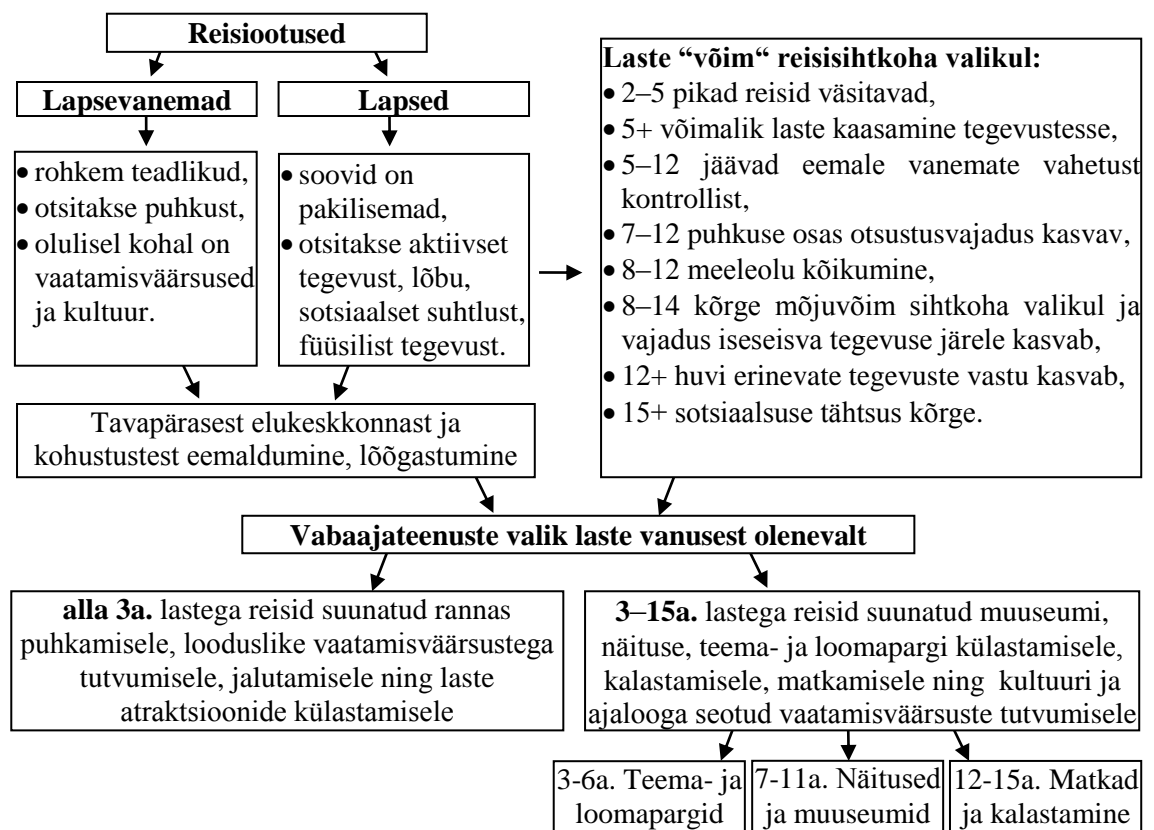 Reisiootused
Lapsevanemad
Lapsed
• rohkem teadlikud,
• otsitakse puhkust,
• olulisel kohal on
vaatamisväärsused
ja kultuur.
• soovid on
pakilisemad,
• otsitakse aktiivset
tegevust, lõbu,
sotsiaalset suhtlust,
füüsilist tegevust.
Tavapärasest elukeskkonnast ja
kohustustest eemaldumine, lõõgastumine
Laste “võim“ reisisihtkoha valikul:
• 2–5 pikad reisid väsitavad,
• 5+ võimalik laste kaasamine tegevustesse,
• 5–12 jäävad eemale vanemate vahetust
kontrollist,
• 7–12 puhkuse osas otsustusvajadus kasvav,
• 8–12 meeleolu kõikumine,
• 8–14 kõrge mõjuvõim sihtkoha valikul ja
vajadus iseseisva tegevuse järele kasvab,
• 12+ huvi erinevate tegevuste vastu kasvab,
• 15+ sotsiaalsuse tähtsus kõrge.
Vabaajateenuste valik laste vanusest olenevalt
alla 3a. lastega reisid suunatud rannas
puhkamisele, looduslike vaatamisväärsustega
tutvumisele, jalutamisele ning laste
atraktsioonide külastamisele
3–15a. lastega reisid suunatud muuseumi,
näituse, teema- ja loomapargi külastamisele,
kalastamisele, matkamisele ning kultuuri ja
ajalooga seotud vaatamisväärsuste tutvumisele
3-6a. Teema- ja
loomapargid
7-11a. Näitused
ja muuseumid
12-15a. Matkad
ja kalastamine